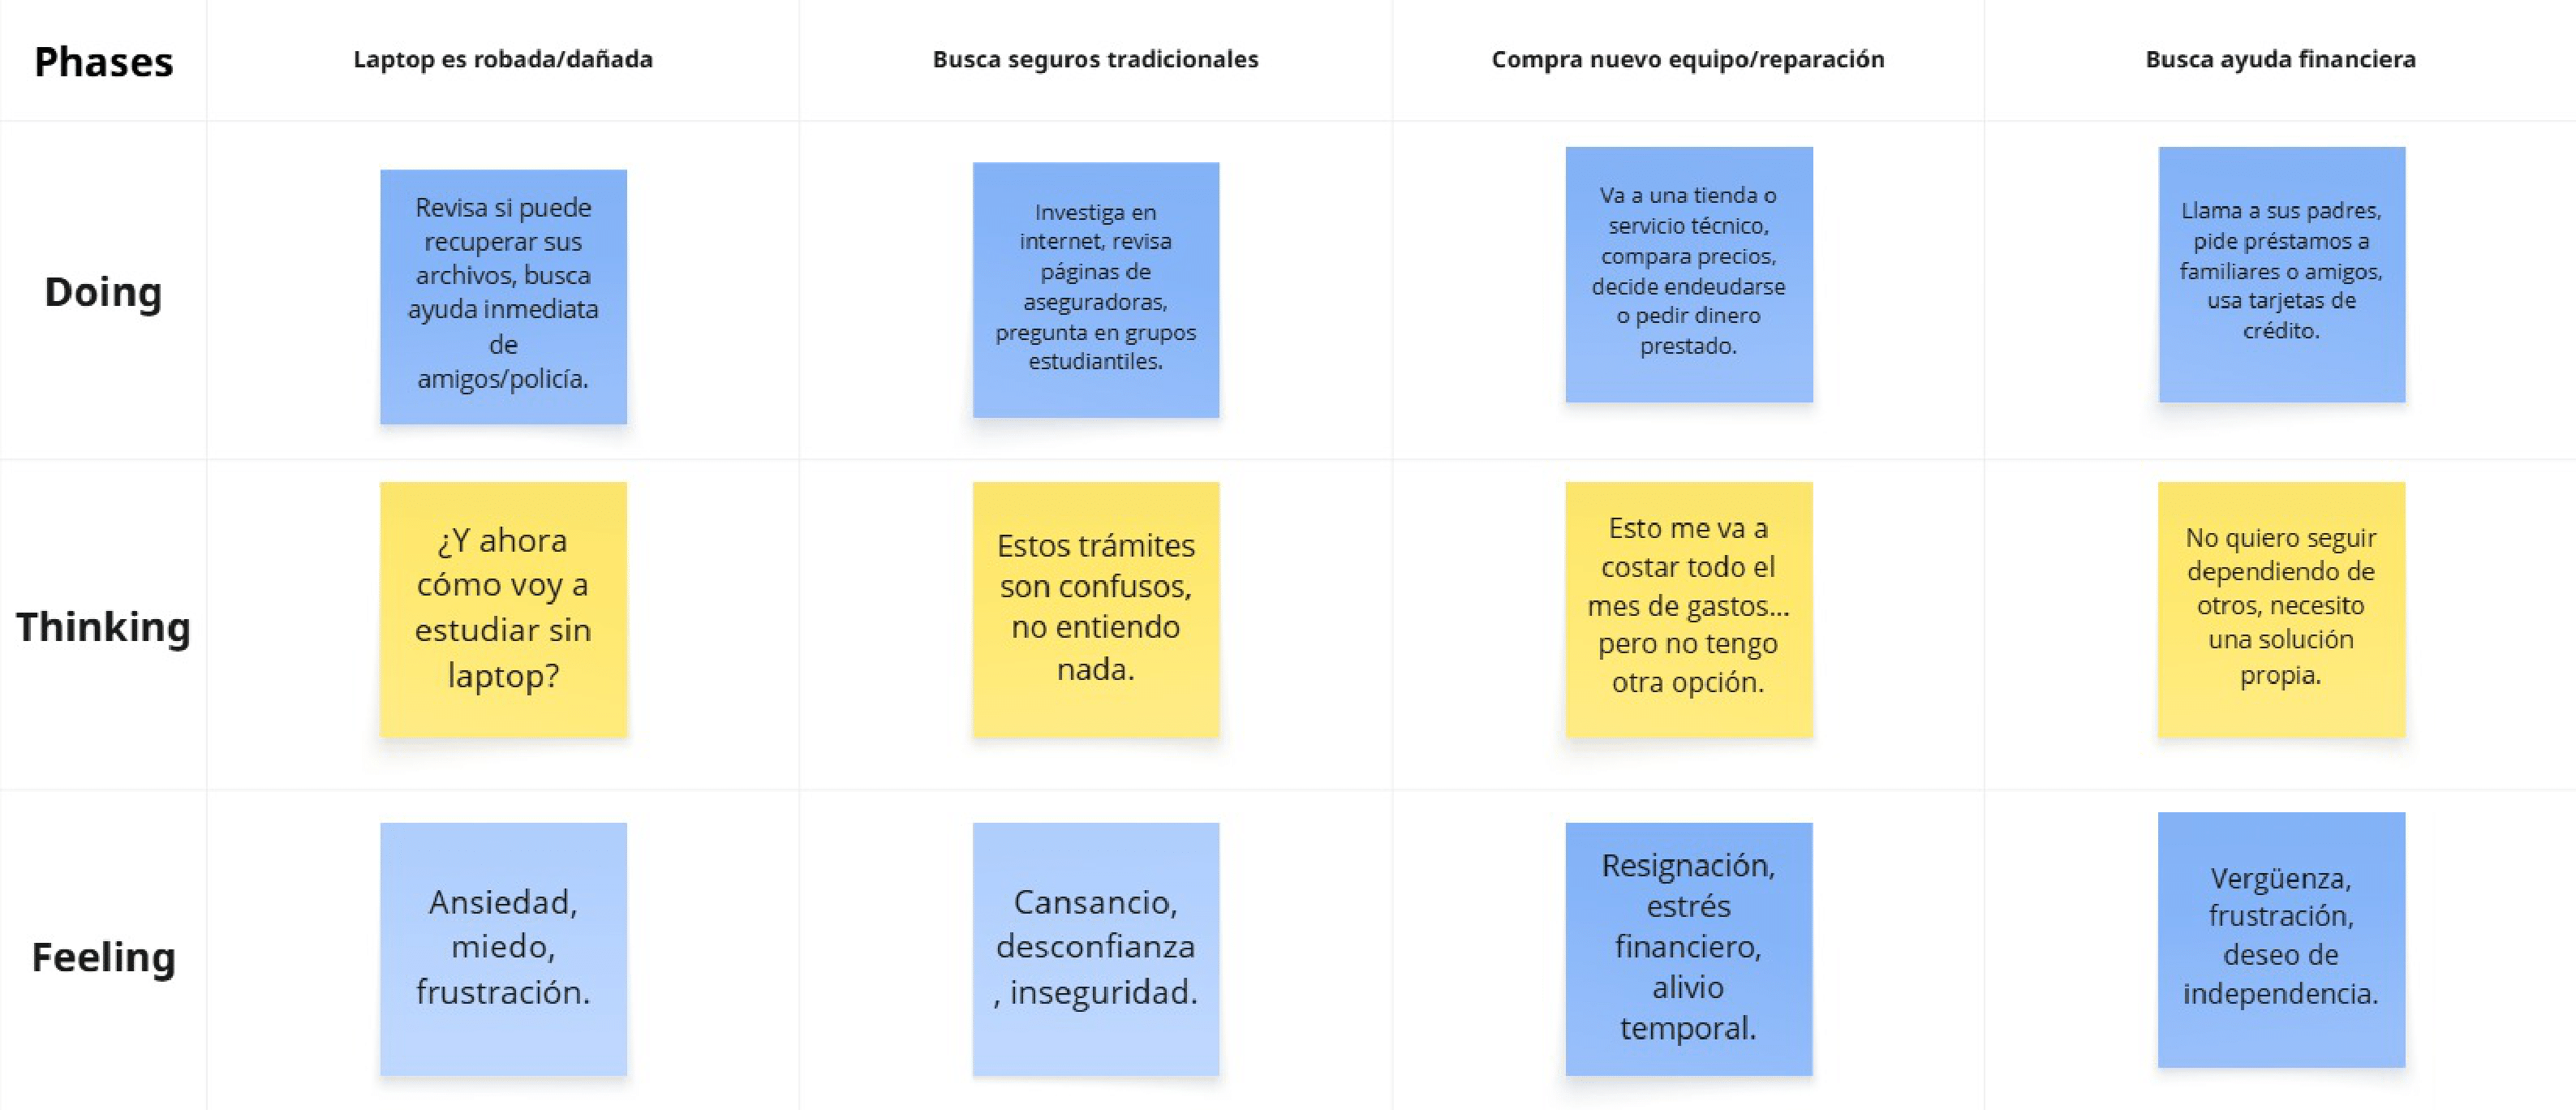 Phases
Laptop es robada/dañada
Busca seguros tradicionales
Compra nuevo equipo/reparación
Busca ayuda financiera
Doing
Revisa si puede
recuperar sus
archivos, busca
ayuda inmediata
de
amigos/policía.
Investiga en
internet, revisa
páginas de
aseguradoras,
pregunta en grupos
estudiantiles.
Va a una tienda o
servicio técnico,
compara precios,
decide endeudarse
o pedir dinero
prestado.
Llama a sus padres,
pide préstamos a
familiares o amigos,
usa tarjetas de
crédito.
Thinking
¿Y ahora
cómo voy a
estudiar sin
laptop?
Estos trámites
son confusos,
no entiendo
nada.
Esto me va a
costar todo el
mes de gastos...
pero no tengo
otra opción.
No quiero seguir
dependiendo de
otros, necesito
una solución
propia.
Feeling
Ansiedad,
miedo,
frustración.
Cansancio,
desconfianza
, inseguridad.
Resignación,
estrés
financiero,
alivio
temporal.
Vergüenza,
frustración,
deseo de
independencia.